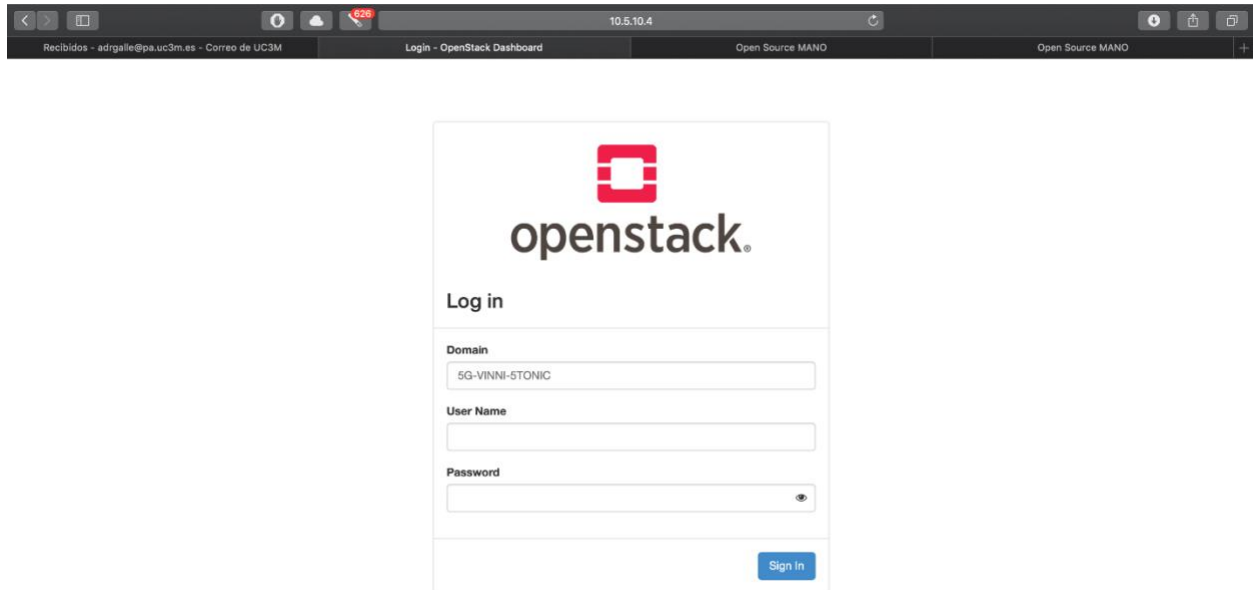 626
10.5.10.4
Recibidos - adrgalle@pa.uc3m.es - Correo de UC3M
Login - OpenStack Dashboard
Open Source MANO
Open Source MANO
openstack®
Log in
Domain
5G-VINNI-5TONIC
User Name
Password
Sign In